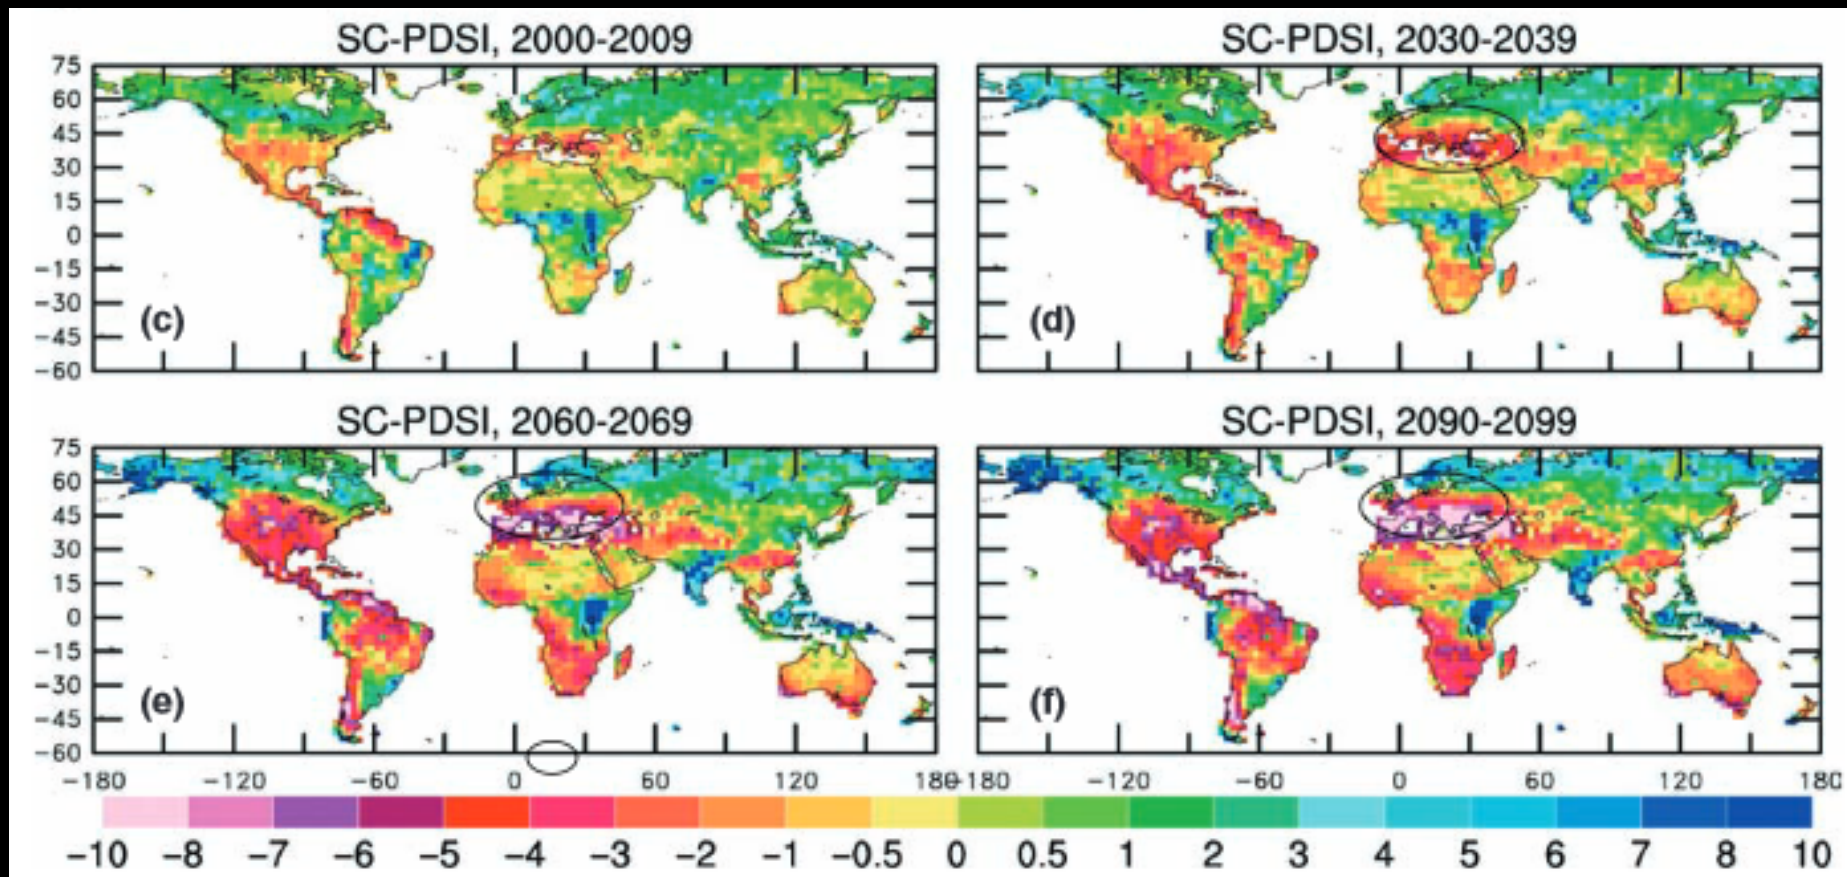 SC-PDSI, 2000-2009
SC-PDSI, 2030-2039
75
60
45
30
15
0
−15
−30
−45
−60
(c)
(d)
SC-PDSI, 2060-2069
SC-PDSI, 2090-2099
75
60
45
30
15
0
−15
−30
−45
−60
(e)
(f)
−180 −120 −60 0 60 120 180 −180 −120 −60 0 60 120 180
−10 −8 −7 −6 −5 −4 −3 −2 −1 −0.5 0 0.5 1 2 3 4 5 6 7 8 10